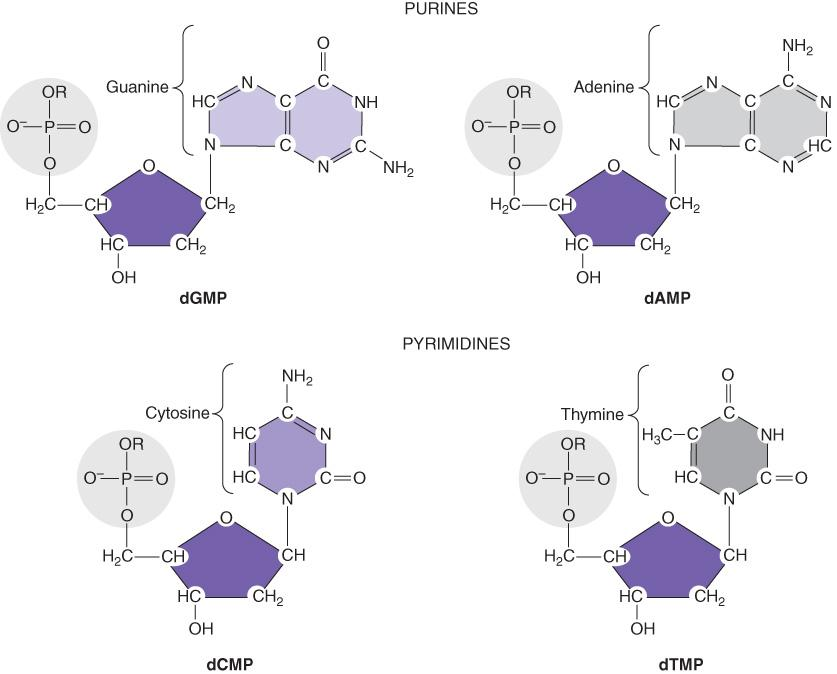 PURINES
Guanine
O
N
HC
C
C
NH
N
C
N
C
NH₂
OR
O⁻—P=O
O
O
H₂C
CH
CH₂
HC
CH₂
OH
dGMP
Adenine
NH₂
N
HC
C
C
N
N
C
N
HC
OR
O⁻—P=O
O
O
H₂C
CH
CH₂
HC
CH₂
OH
dAMP
PYRIMIDINES
Cytosine
NH₂
C
HC
N
HC
C=O
N
OR
O⁻—P=O
O
O
H₂C
CH
CH
HC
CH₂
OH
dCMP
Thymine
O
C
H₃C—C
NH
HC
C=O
N
OR
O⁻—P=O
O
O
H₂C
CH
CH
HC
CH₂
OH
dTMP